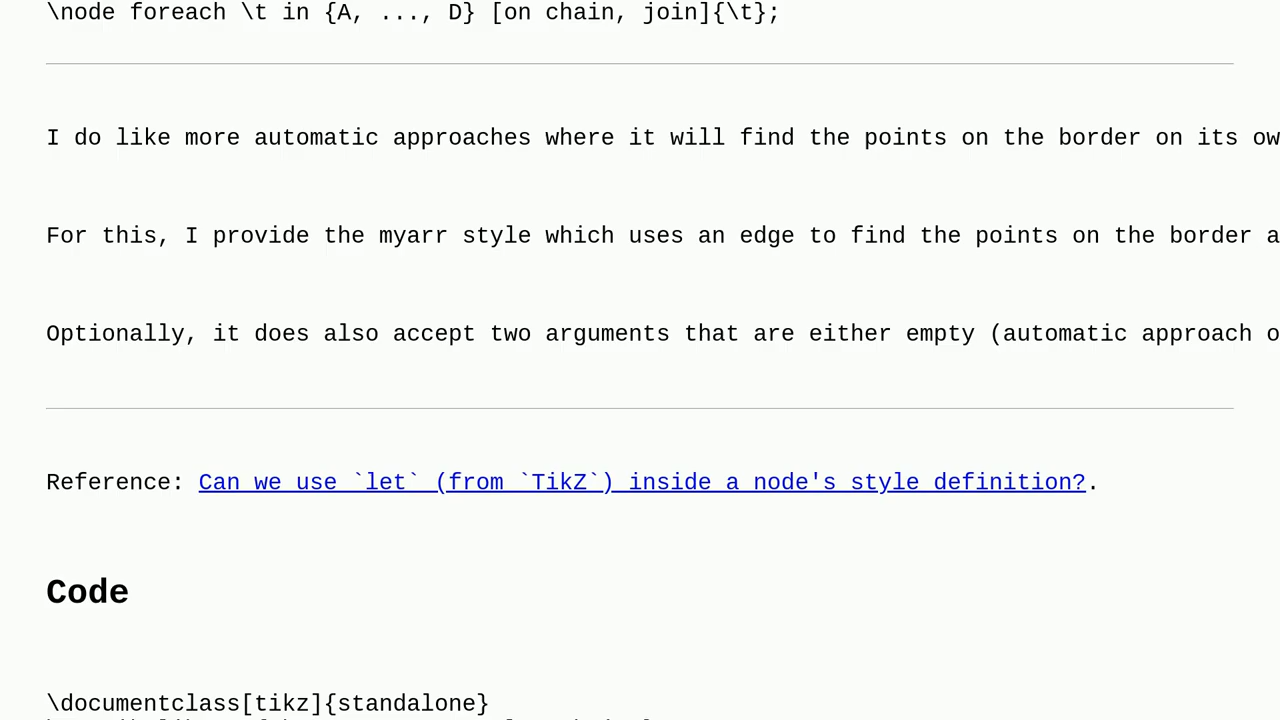 \node foreach \t in {A, ..., D} [on chain, join]{\t};
I do like more automatic approaches where it will find the points on the border on its ow
For this, I provide the myarr style which uses an edge to find the points on the border a
Optionally, it does also accept two arguments that are either empty (automatic approach o
Reference: Can we use `let` (from `TikZ`) inside a node's style definition?.
Code
\documentclass[tikz]{standalone}